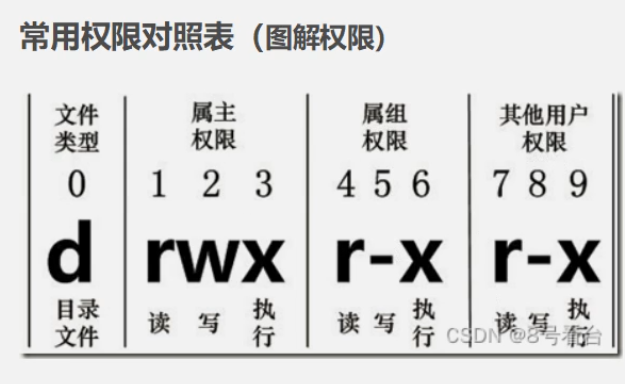 常用权限对照表（图解权限）
文件 属主 属组 其他用户
类型 权限 权限 权限
0 1 2 3 4 5 6 7 8 9
d rwx r-x r-x
目录 执 执 执
文件 读 写 行 读 写 行 读 写 行
CSDN @8号看台